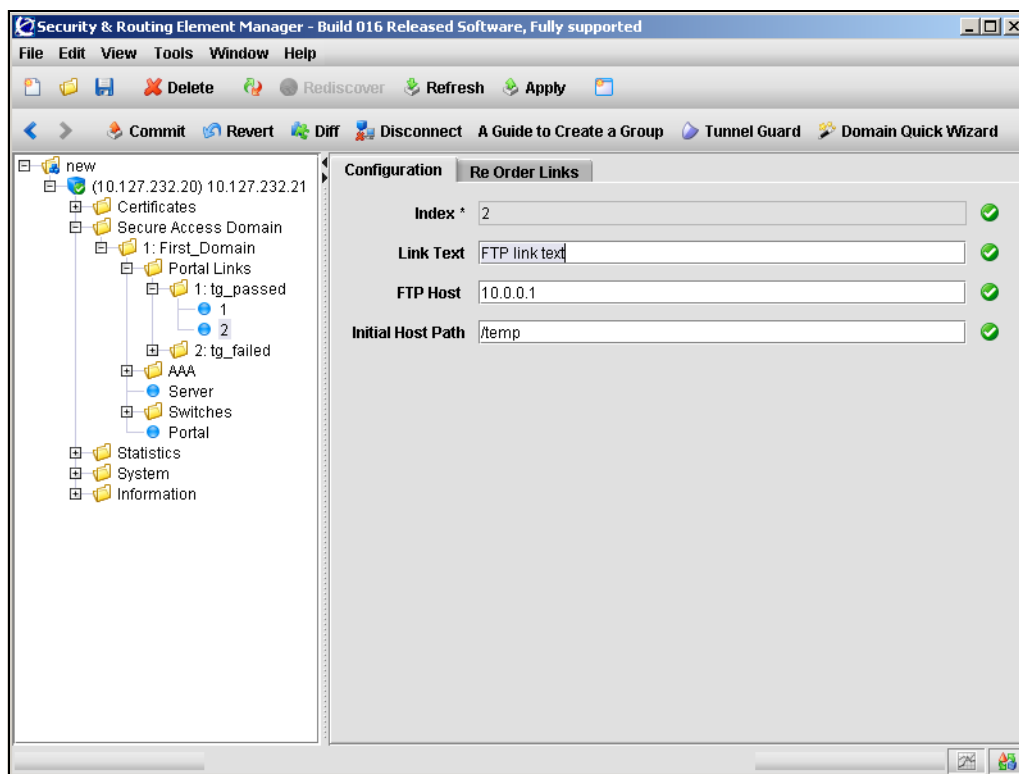 Security & Routing Element Manager - Build 016 Released Software, Fully supported
File Edit View Tools Window Help
Delete Rediscover Refresh Apply
Commit Revert Diff Disconnect A Guide to Create a Group Tunnel Guard Domain Quick Wizard
new
(10.127.232.20) 10.127.232.21
Certificates
Secure Access Domain
1: First_Domain
Portal Links
1: tg_passed
1
2
2: tg_failed
AAA
Server
Switches
Portal
Statistics
System
Information
Configuration Re Order Links
Index * 2
Link Text FTP link text
FTP Host 10.0.0.1
Initial Host Path /temp